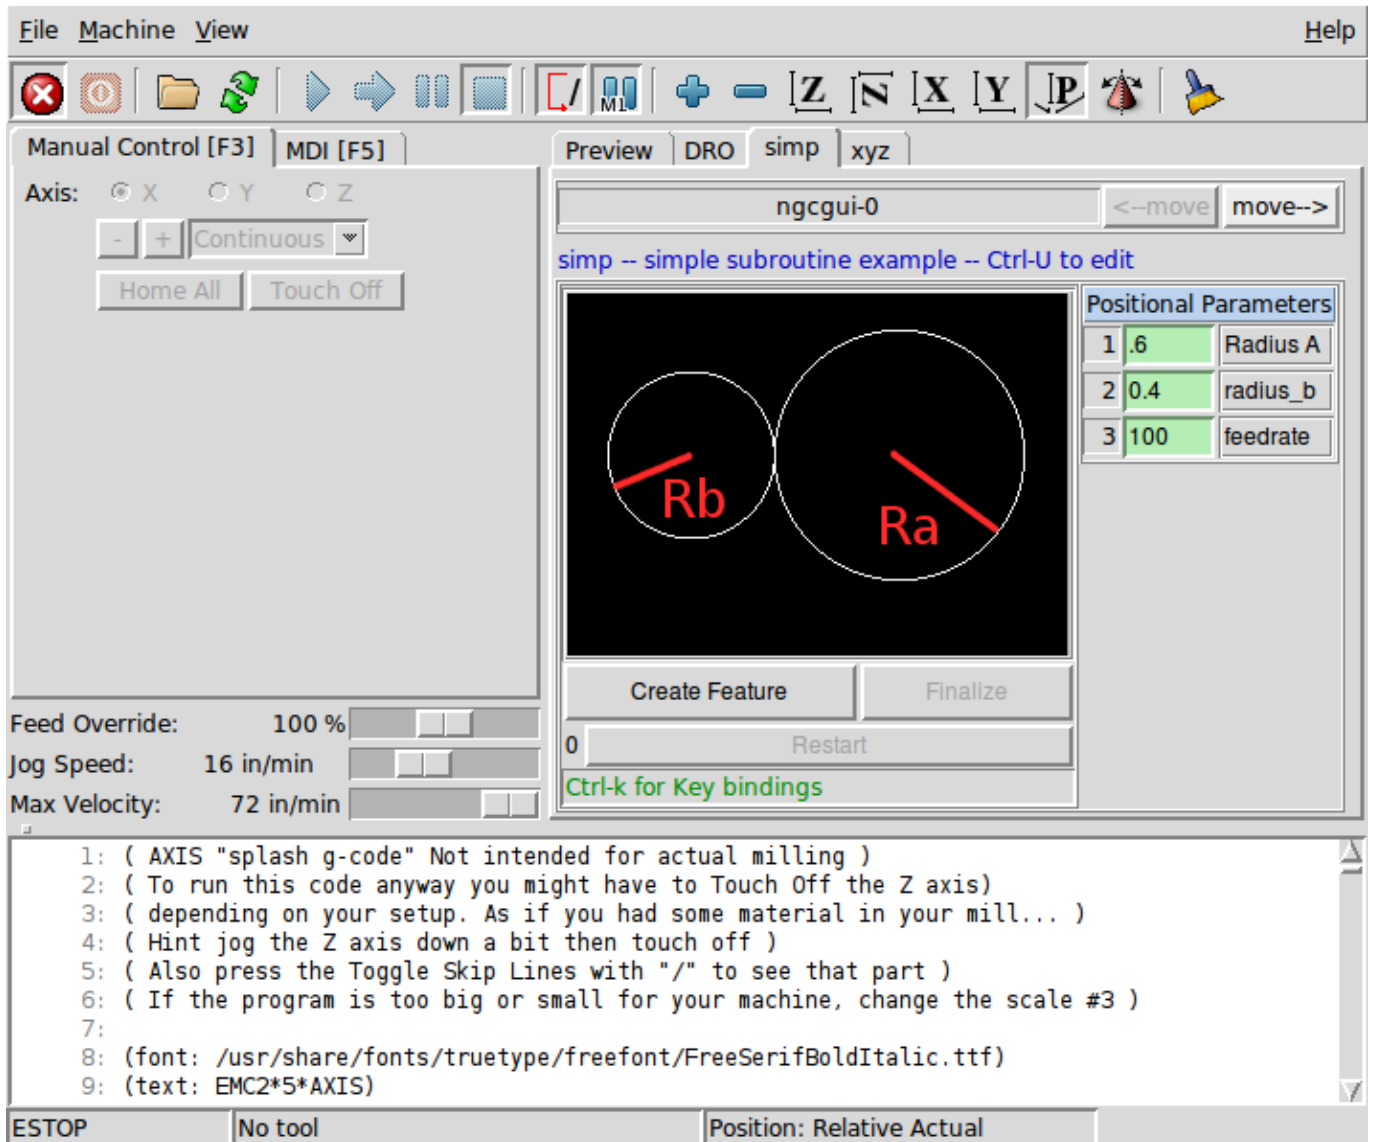 File Machine View Help
M1 Z N X Y P
Manual Control [F3] MDI [F5] Preview DRO simp xyz
Axis: X Y Z
ngcgui-0 <--move move-->
- + Continuous
simp -- simple subroutine example -- Ctrl-U to edit
Home All Touch Off
Positional Parameters
1 .6 Radius A
2 0.4 radius_b
3 100 feedrate
Rb Ra
Create Feature Finalize
Feed Override: 100 %
0 Restart
Jog Speed: 16 in/min
Ctrl-k for Key bindings
Max Velocity: 72 in/min
1: ( AXIS "splash g-code" Not intended for actual milling )
2: ( To run this code anyway you might have to Touch Off the Z axis)
3: ( depending on your setup. As if you had some material in your mill... )
4: ( Hint jog the Z axis down a bit then touch off )
5: ( Also press the Toggle Skip Lines with "/" to see that part )
6: ( If the program is too big or small for your machine, change the scale #3 )
7:
8: (font: /usr/share/fonts/truetype/freefont/FreeSerifBoldItalic.ttf)
9: (text: EMC2*5*AXIS)
ESTOP No tool Position: Relative Actual